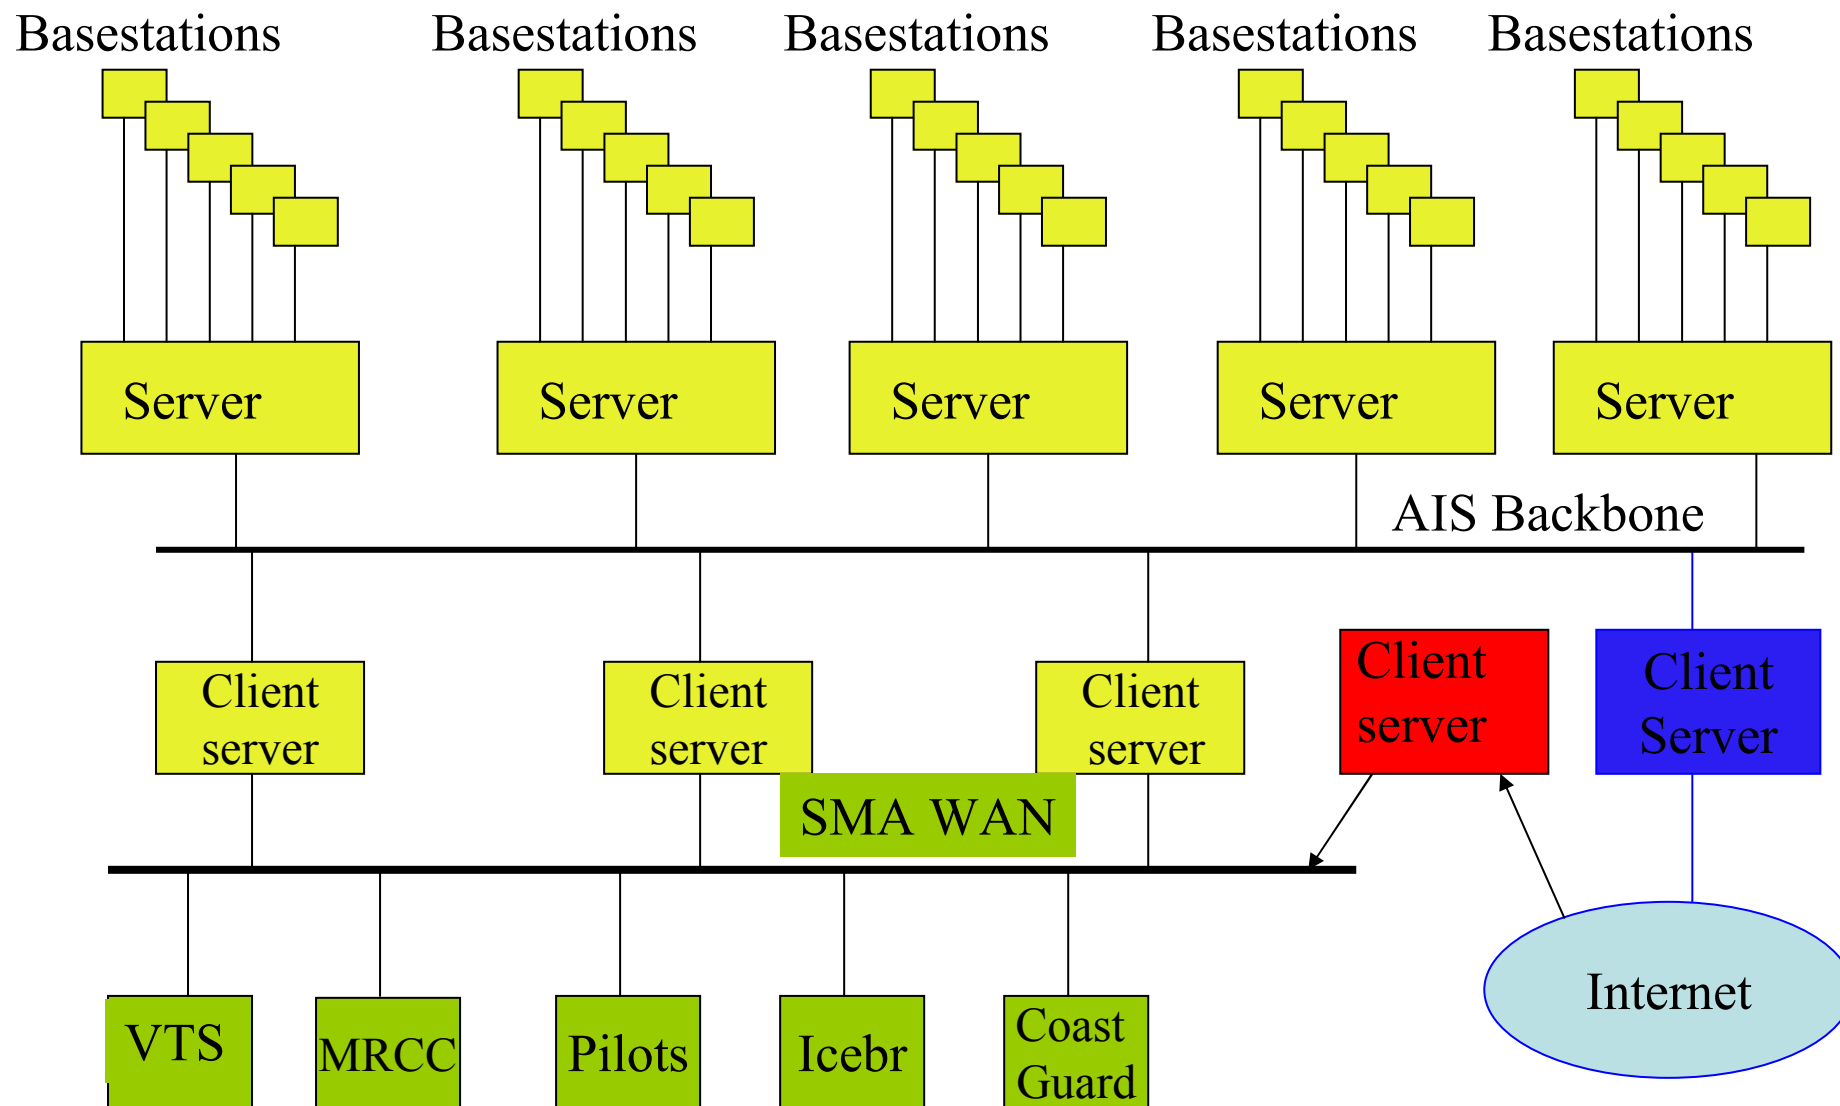 Basestations
Basestations
Basestations
Basestations
Basestations
Server
Server
Server
Server
Server
AIS Backbone
Client
server
Client
server
Client
server
Client
server
Client
Server
SMA WAN
Internet
VTS
MRCC
Pilots
Icebr
Coast
Guard